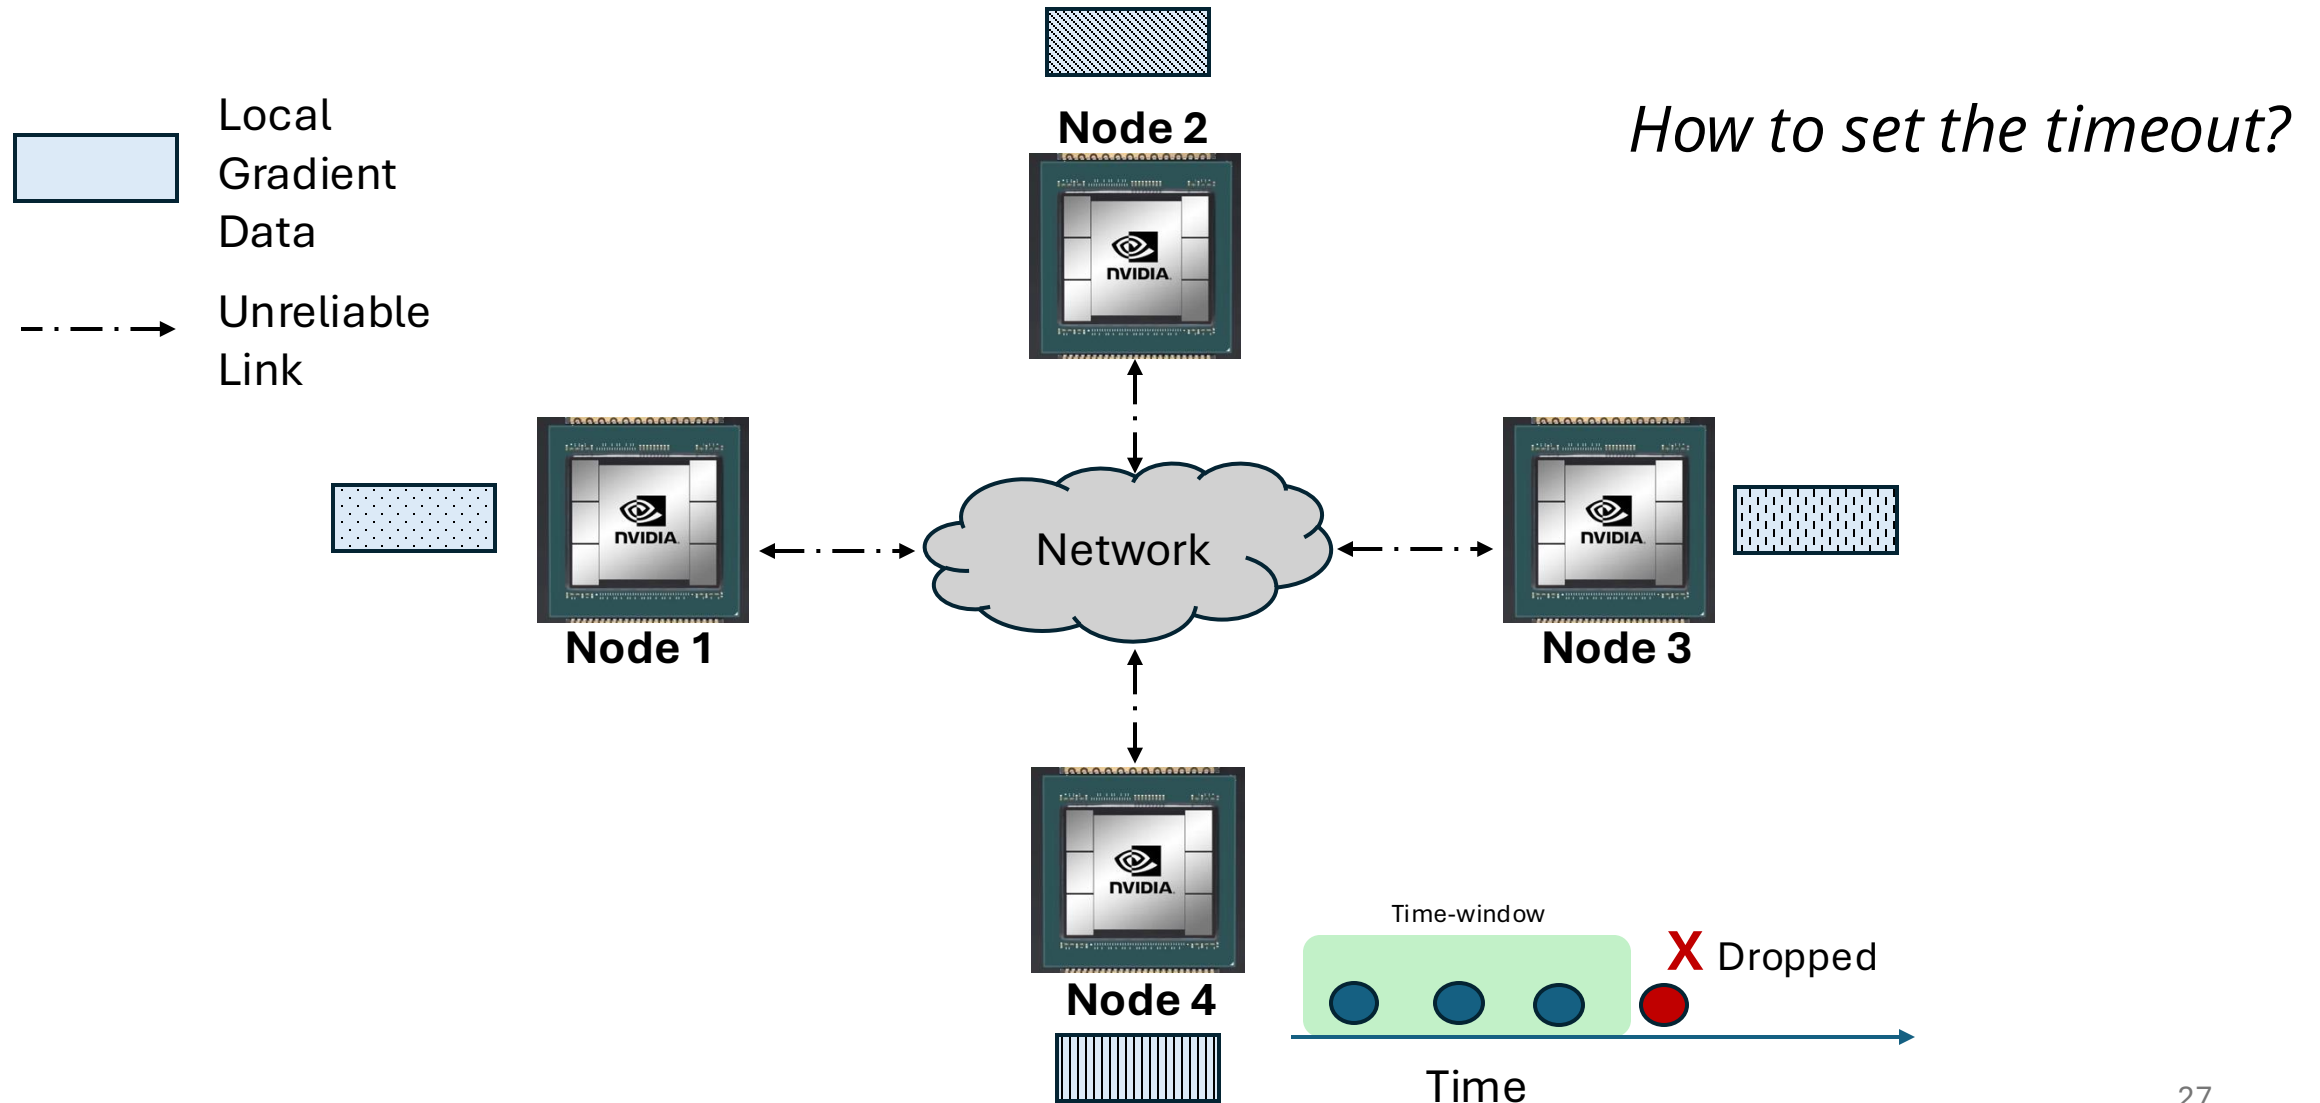 How to set the timeout?
Local
Gradient
Data
Unreliable
Link
Node 2
NVIDIA
NVIDIA
Node 1
Network
NVIDIA
Node 3
NVIDIA
Node 4
Time-window
X Dropped
Time
27